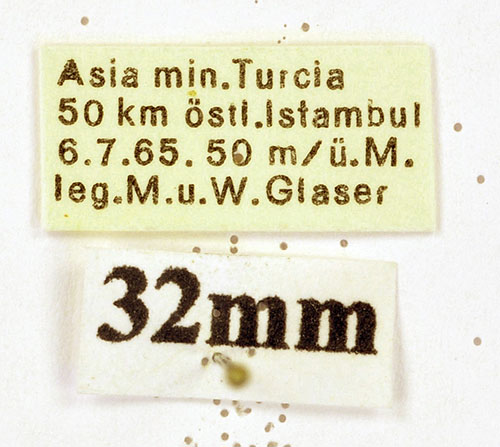 Asia min.Turcia
50 km östl.Istambul
6.7.65. 50 m/ü.M.
leg.M.u.W.Glaser
32mm